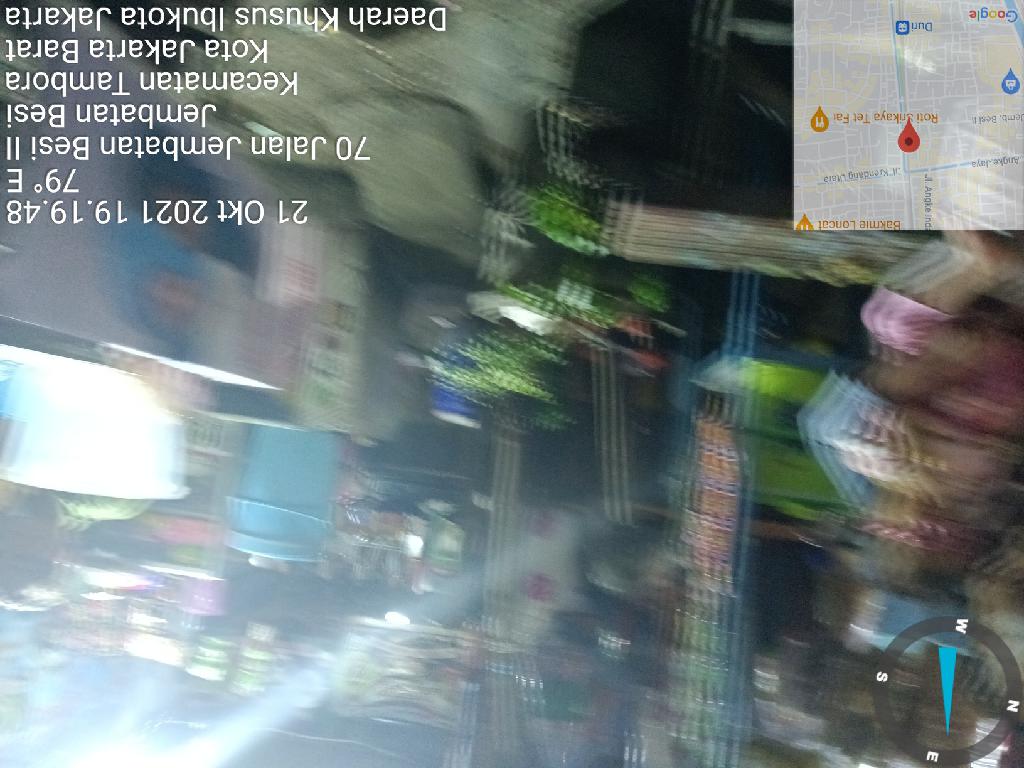 E
N
S
W
21 Okt 2021 19.19.48
79° E
70 Jalan Jembatan Besi II
Jembatan Besi
Kecamatan Tambora
Kota Jakarta Barat
Daerah Khusus Ibukota Jakarta
Bakmie Loncat
Jl. Angke Ind
Jl. Krendang Utara
Angke Jaya
Jemb. Besi II
Roti Srikaya Tet Fai
Duri
Google